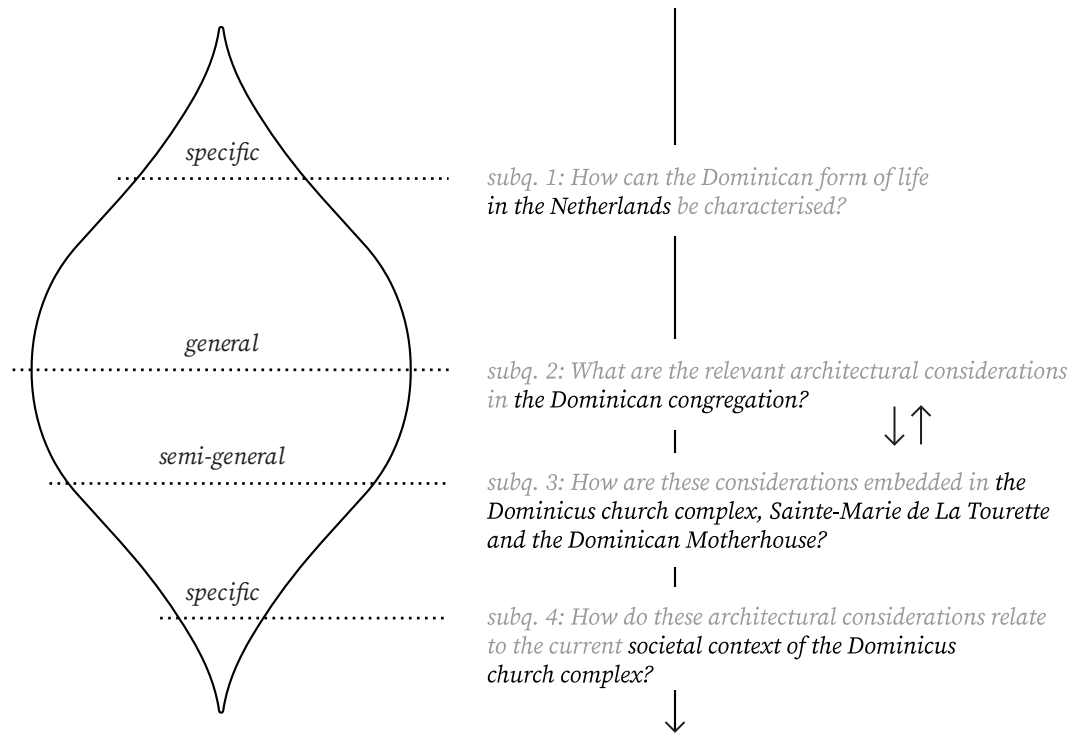 specific
subq. 1: How can the Dominican form of life
in the Netherlands be characterised?
general
subq. 2: What are the relevant architectural considerations
in the Dominican congregation?
semi-general
subq. 3: How are these considerations embedded in the
Dominicus church complex, Sainte-Marie de La Tourette
and the Dominican Motherhouse?
specific
subq. 4: How do these architectural considerations relate
to the current societal context of the Dominicus
church complex?